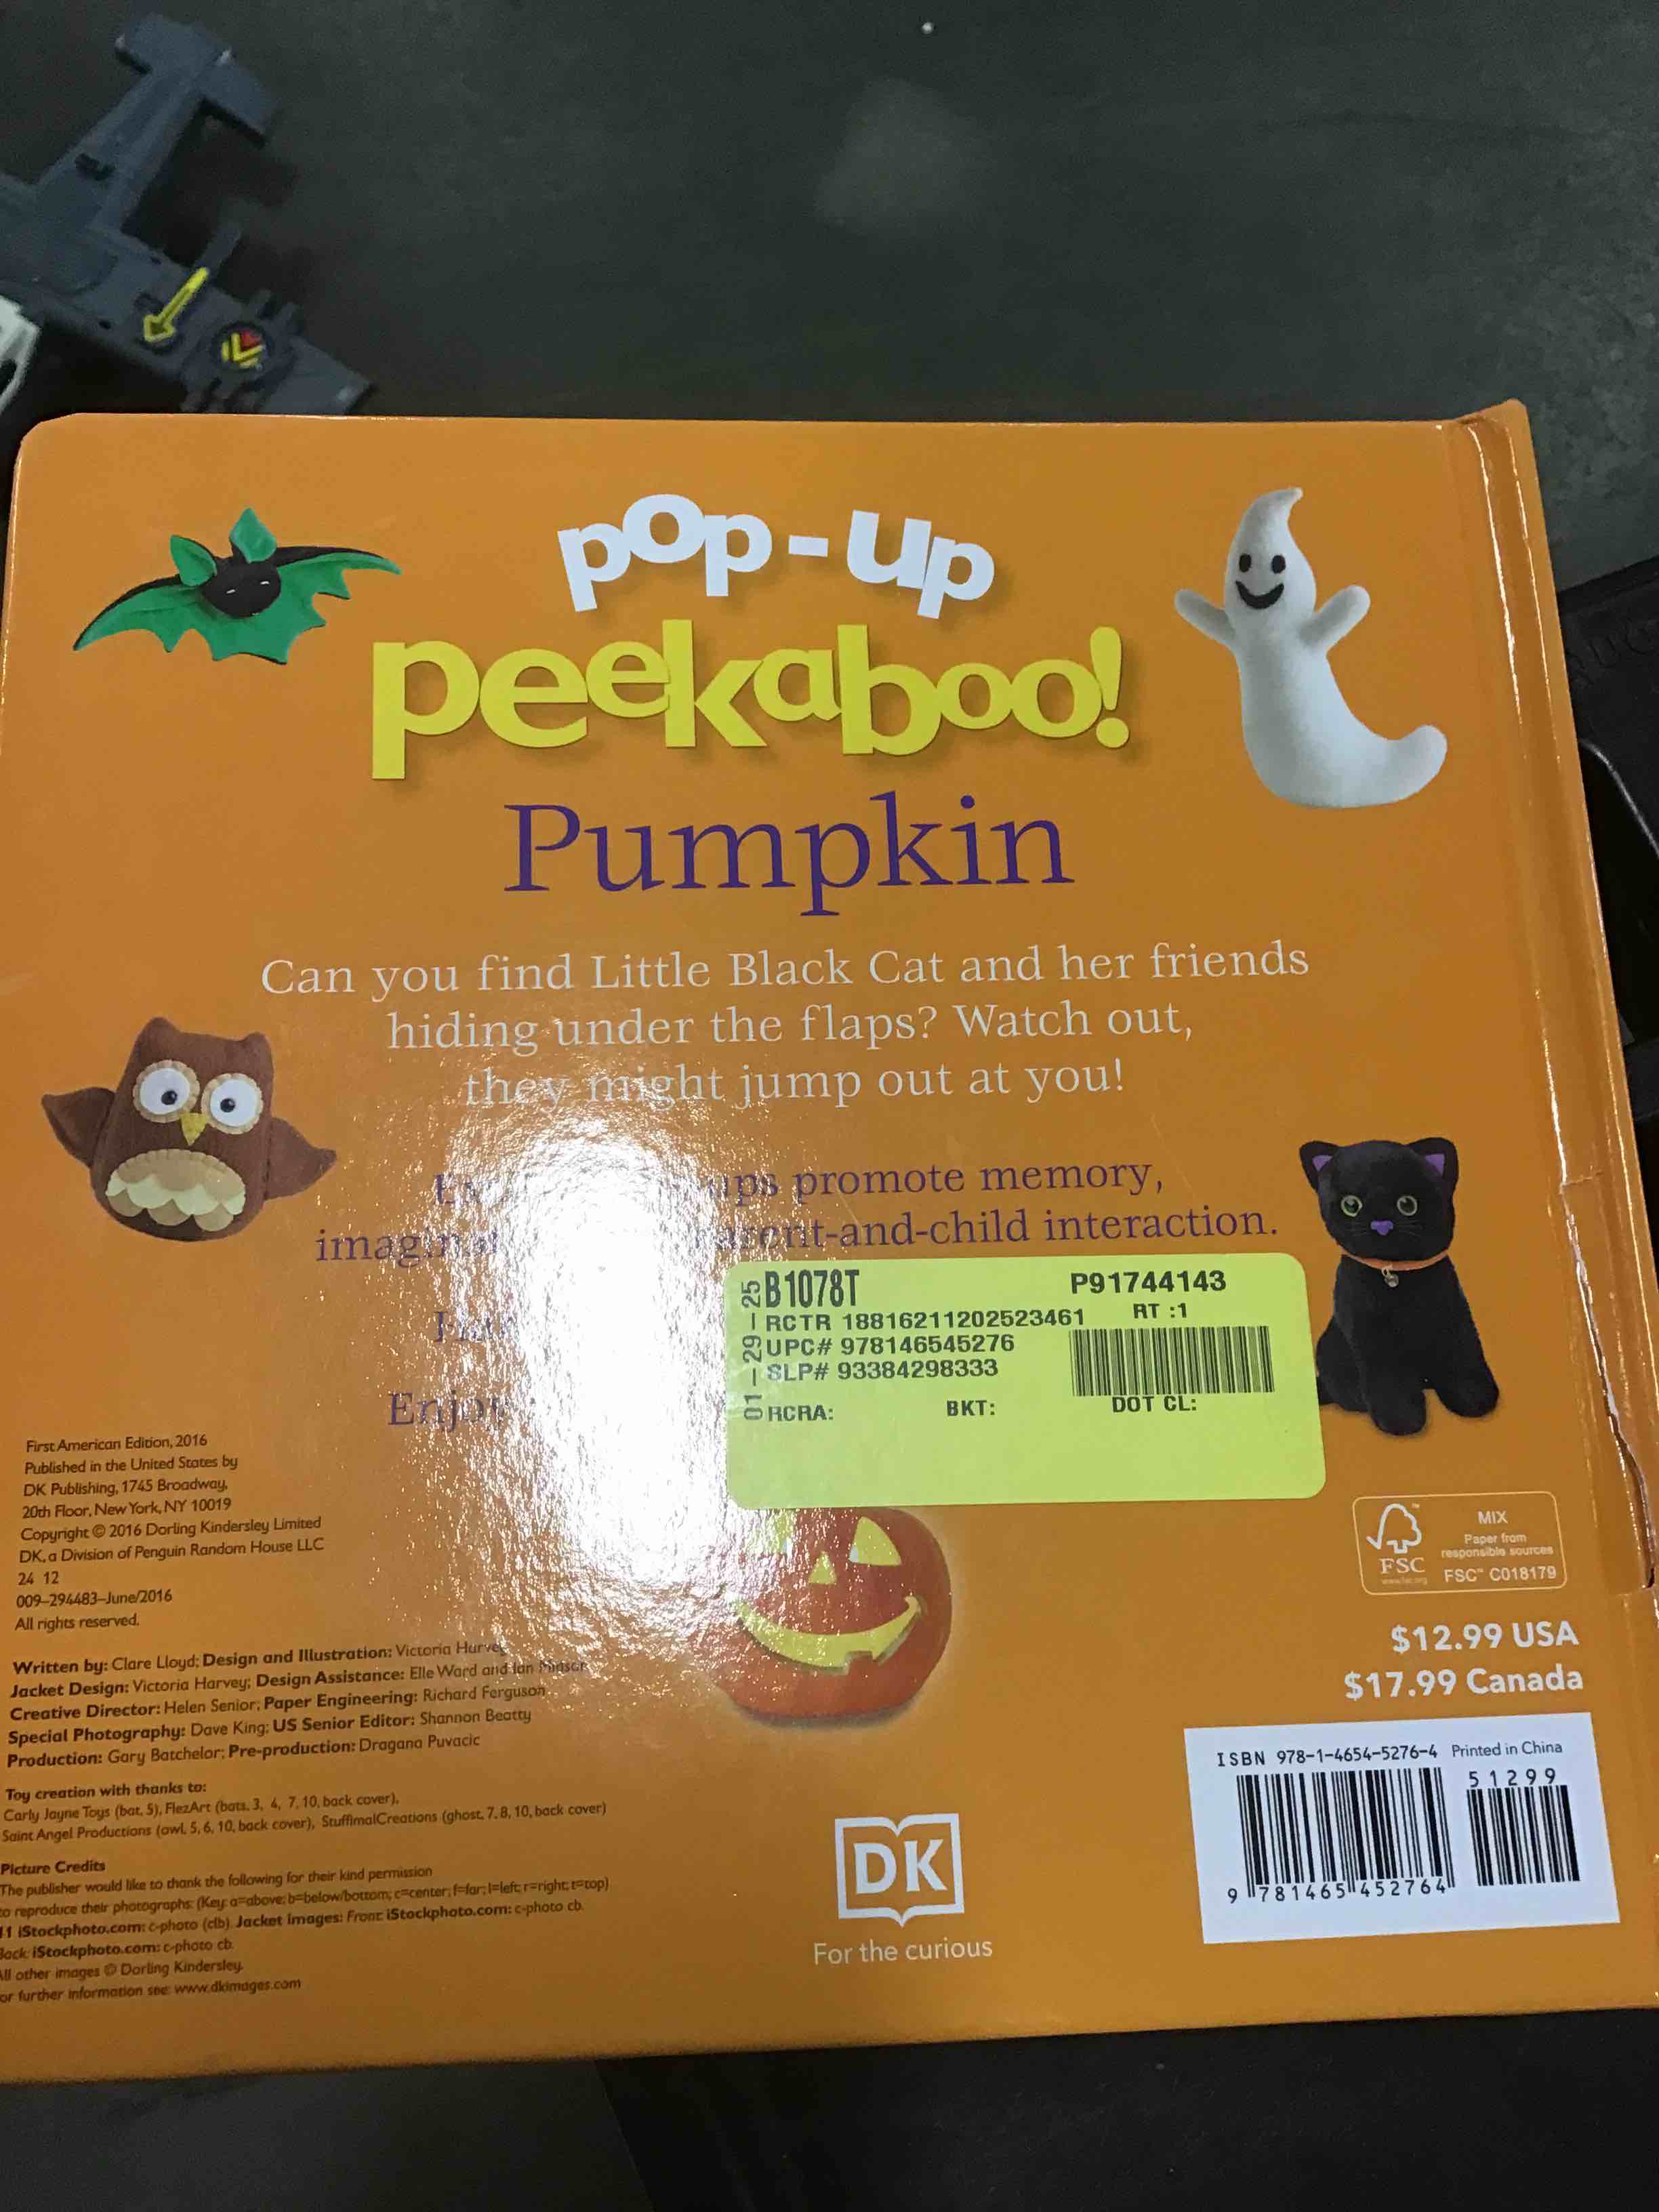 pop-up
peekaboo!
Pumpkin
Can you find Little Black Cat and her friends
hiding under the flaps? Watch out,
they might jump out at you!
promote memory,
-and-child interaction.
B1078T
P91744143
RCTR 18816211202523461
RT :1
UPC# 978146545276
SLP# 93384298333
01-29-25
RCRA:
BKT:
DOT CL:
First American Edition, 2016
Published in the United States by
DK Publishing, 1745 Broadway,
20th Floor, New York, NY 10019
Copyright © 2016 Dorling Kindersley Limited
DK, a Division of Penguin Random House LLC
24 12
009-294483-June/2016
All rights reserved.
Written by: Clare Lloyd; Design and Illustration: Victoria Harvey
Jacket Design: Victoria Harvey; Design Assistance: Elle Ward and Ian
Creative Director: Helen Senior; Paper Engineering: Richard Ferguson
Special Photography: Dave King; US Senior Editor: Shannon Beatty
Production: Gary Batchelor; Pre-production: Dragana Puvacic
Toy creation with thanks to:
Carly Jayne Toys (bat, 5), FlezArt (bats, 3, 4, 7, 10, back cover),
Saint Angel Productions (owl, 5, 6, 10, back cover), StuffimalCreations (ghost, 7, 8, 10, back cover)
Picture Credits
The publisher would like to thank the following for their kind permission
to reproduce their photographs: (Key: a=above; b=below/bottom; c=center; f=far; l=left; r=right; t=top)
11 iStockphoto.com: c-photo (clb). Jacket images: Front: iStockphoto.com: c-photo cb.
Back: iStockphoto.com: c-photo cb.
All other images © Dorling Kindersley.
or further information see: www.dkimages.com
DK
For the curious
FSC
MIX
Paper from
responsible sources
FSC™ C018179
$12.99 USA
$17.99 Canada
ISBN 978-1-4654-5276-4 Printed in China
51299
9 781465 452764